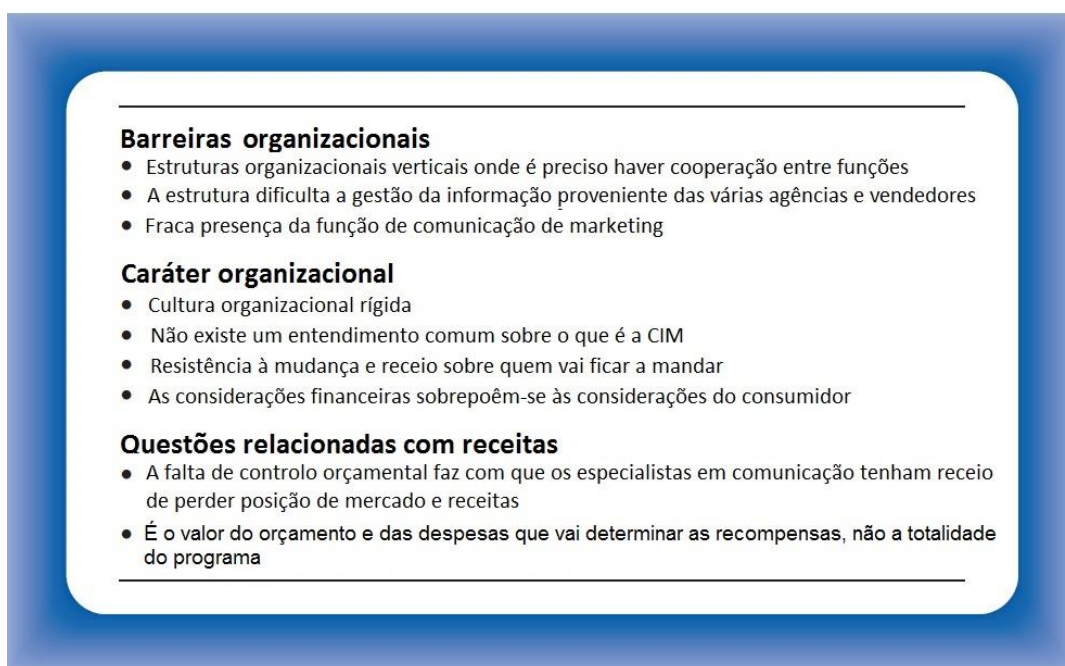 Barreiras organizacionais
• Estruturas organizacionais verticais onde é preciso haver cooperação entre funções
• A estrutura dificulta a gestão da informação proveniente das várias agências e vendedores
• Fraca presença da função de comunicação de marketing
Caráter organizacional
• Cultura organizacional rígida
• Não existe um entendimento comum sobre o que é a CIM
• Resistência à mudança e receio sobre quem vai ficar a mandar
• As considerações financeiras sobrepoêm-se às considerações do consumidor
Questões relacionadas com receitas
• A falta de controlo orçamental faz com que os especialistas em comunicação tenham receio
de perder posição de mercado e receitas
• É o valor do orçamento e das despesas que vai determinar as recompensas, não a totalidade
do programa